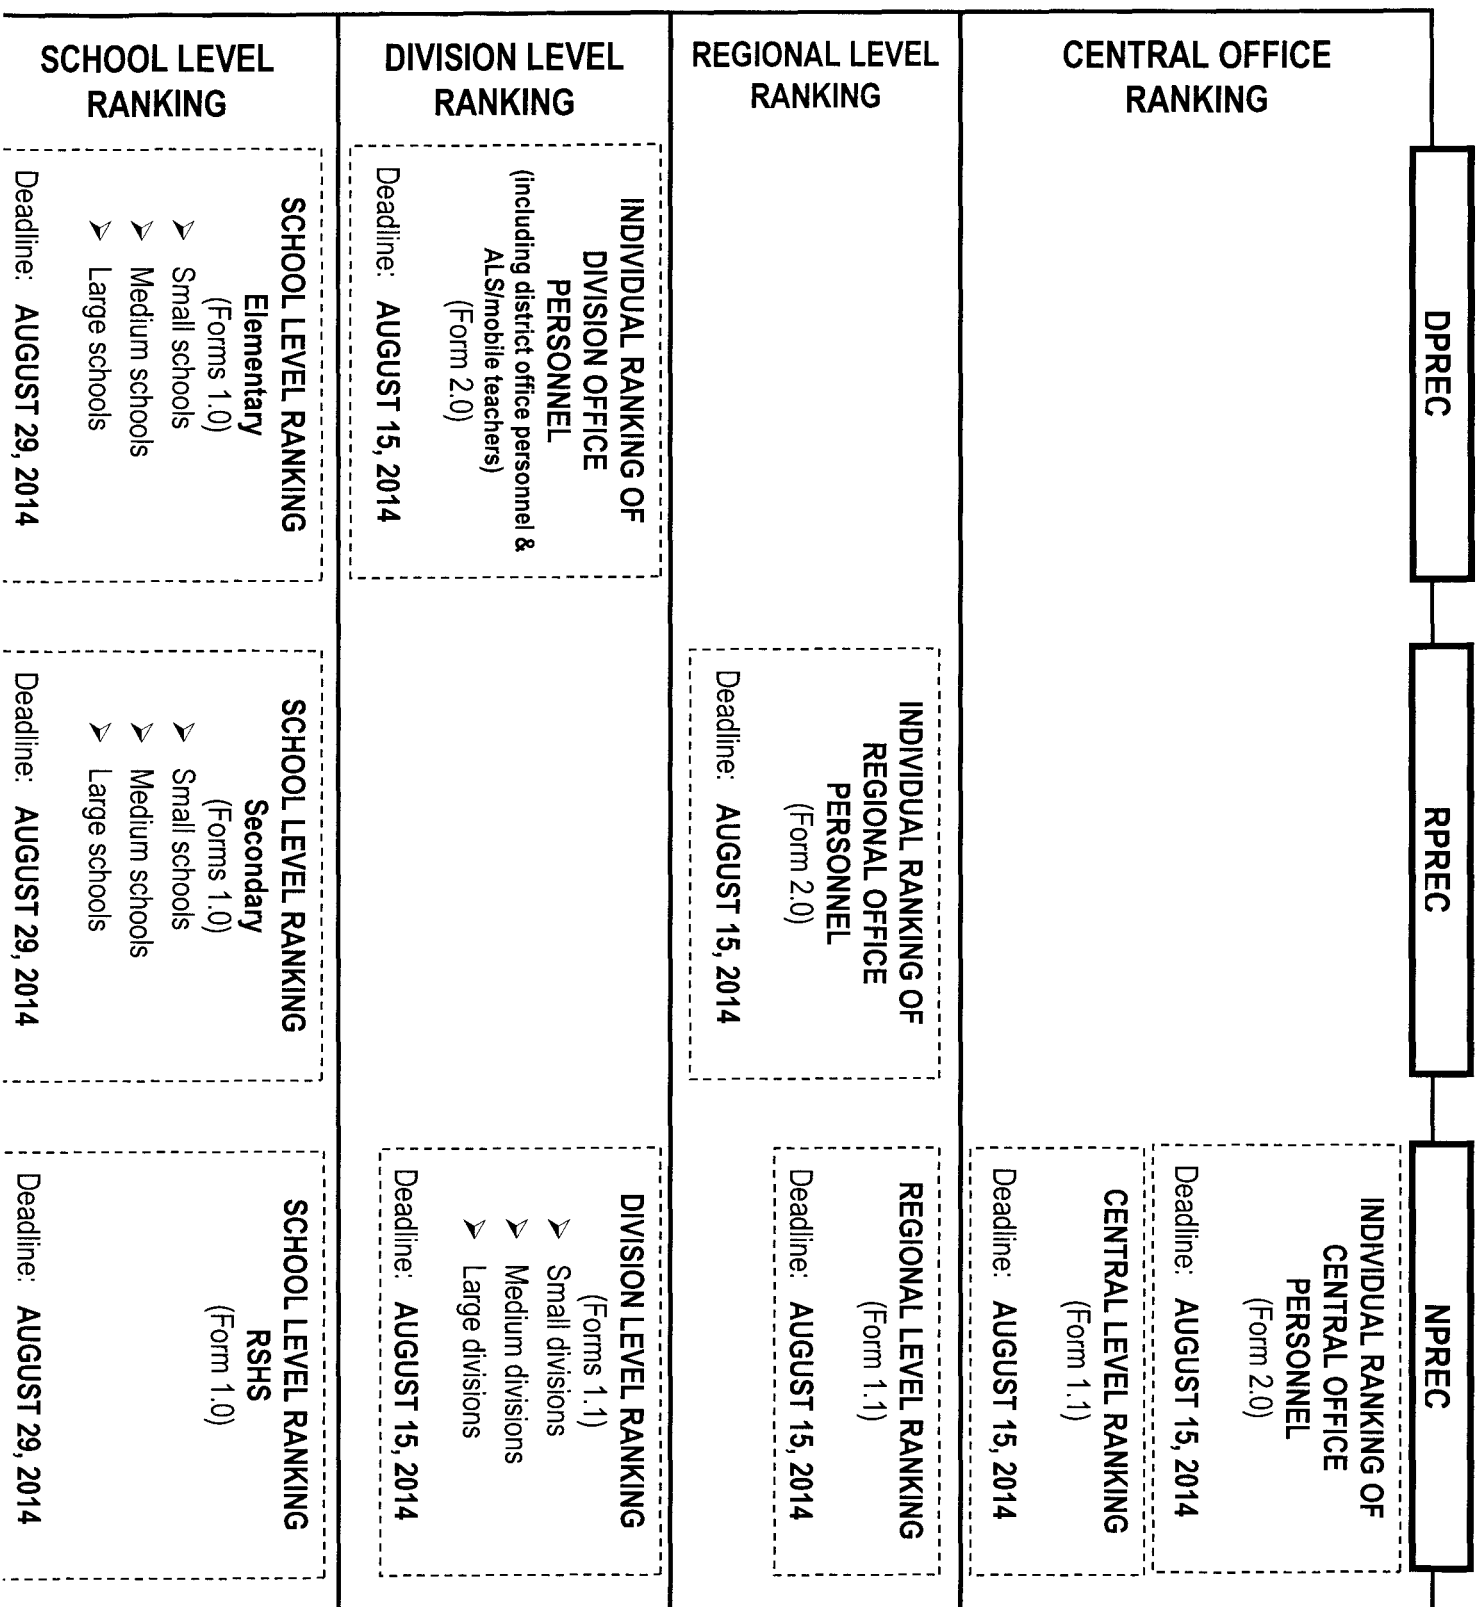 SCHOOL LEVEL
RANKING
DIVISION LEVEL
RANKING
REGIONAL LEVEL
RANKING
CENTRAL OFFICE
RANKING
DPREC
INDIVIDUAL RANKING OF
DIVISION OFFICE
PERSONNEL
(including district office personnel &
ALS/mobile teachers)
(Form 2.0)
Deadline: AUGUST 15, 2014
SCHOOL LEVEL RANKING
Elementary
(Forms 1.0)
➢ Small schools
➢ Medium schools
➢ Large schools
Deadline: AUGUST 29, 2014
RPREC
INDIVIDUAL RANKING OF
REGIONAL OFFICE
PERSONNEL
(Form 2.0)
Deadline: AUGUST 15, 2014
SCHOOL LEVEL RANKING
Secondary
(Forms 1.0)
➢ Small schools
➢ Medium schools
➢ Large schools
Deadline: AUGUST 29, 2014
NPREC
INDIVIDUAL RANKING OF
CENTRAL OFFICE
PERSONNEL
(Form 2.0)
Deadline: AUGUST 15, 2014
CENTRAL LEVEL RANKING
(Form 1.1)
Deadline: AUGUST 15, 2014
REGIONAL LEVEL RANKING
(Form 1.1)
Deadline: AUGUST 15, 2014
DIVISION LEVEL RANKING
(Forms 1.1)
➢ Small divisions
➢ Medium divisions
➢ Large divisions
Deadline: AUGUST 15, 2014
SCHOOL LEVEL RANKING
RSHS
(Form 1.0)
Deadline: AUGUST 29, 2014